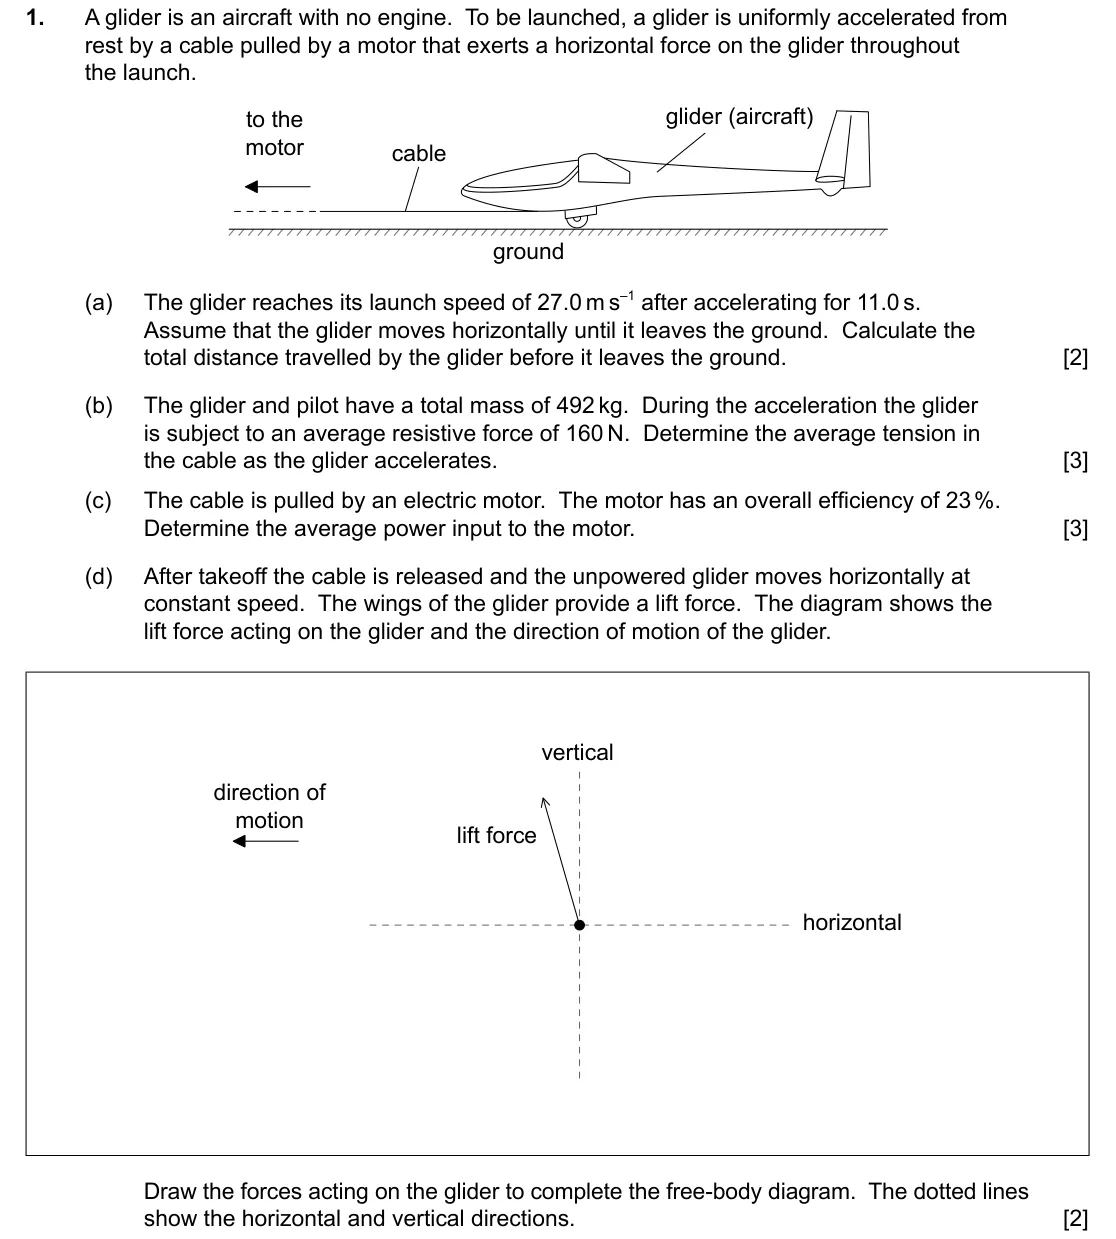 1. A glider is an aircraft with no engine. To be launched, a glider is uniformly accelerated from
rest by a cable pulled by a motor that exerts a horizontal force on the glider throughout
the launch.
to the
motor
cable
glider (aircraft)
ground
(a) The glider reaches its launch speed of 27.0 m s⁻¹ after accelerating for 11.0 s.
Assume that the glider moves horizontally until it leaves the ground. Calculate the
total distance travelled by the glider before it leaves the ground. [2]
(b) The glider and pilot have a total mass of 492 kg. During the acceleration the glider
is subject to an average resistive force of 160 N. Determine the average tension in
the cable as the glider accelerates. [3]
(c) The cable is pulled by an electric motor. The motor has an overall efficiency of 23 %.
Determine the average power input to the motor. [3]
(d) After takeoff the cable is released and the unpowered glider moves horizontally at
constant speed. The wings of the glider provide a lift force. The diagram shows the
lift force acting on the glider and the direction of motion of the glider.
vertical
direction of
motion
lift force
horizontal
Draw the forces acting on the glider to complete the free-body diagram. The dotted lines
show the horizontal and vertical directions. [2]